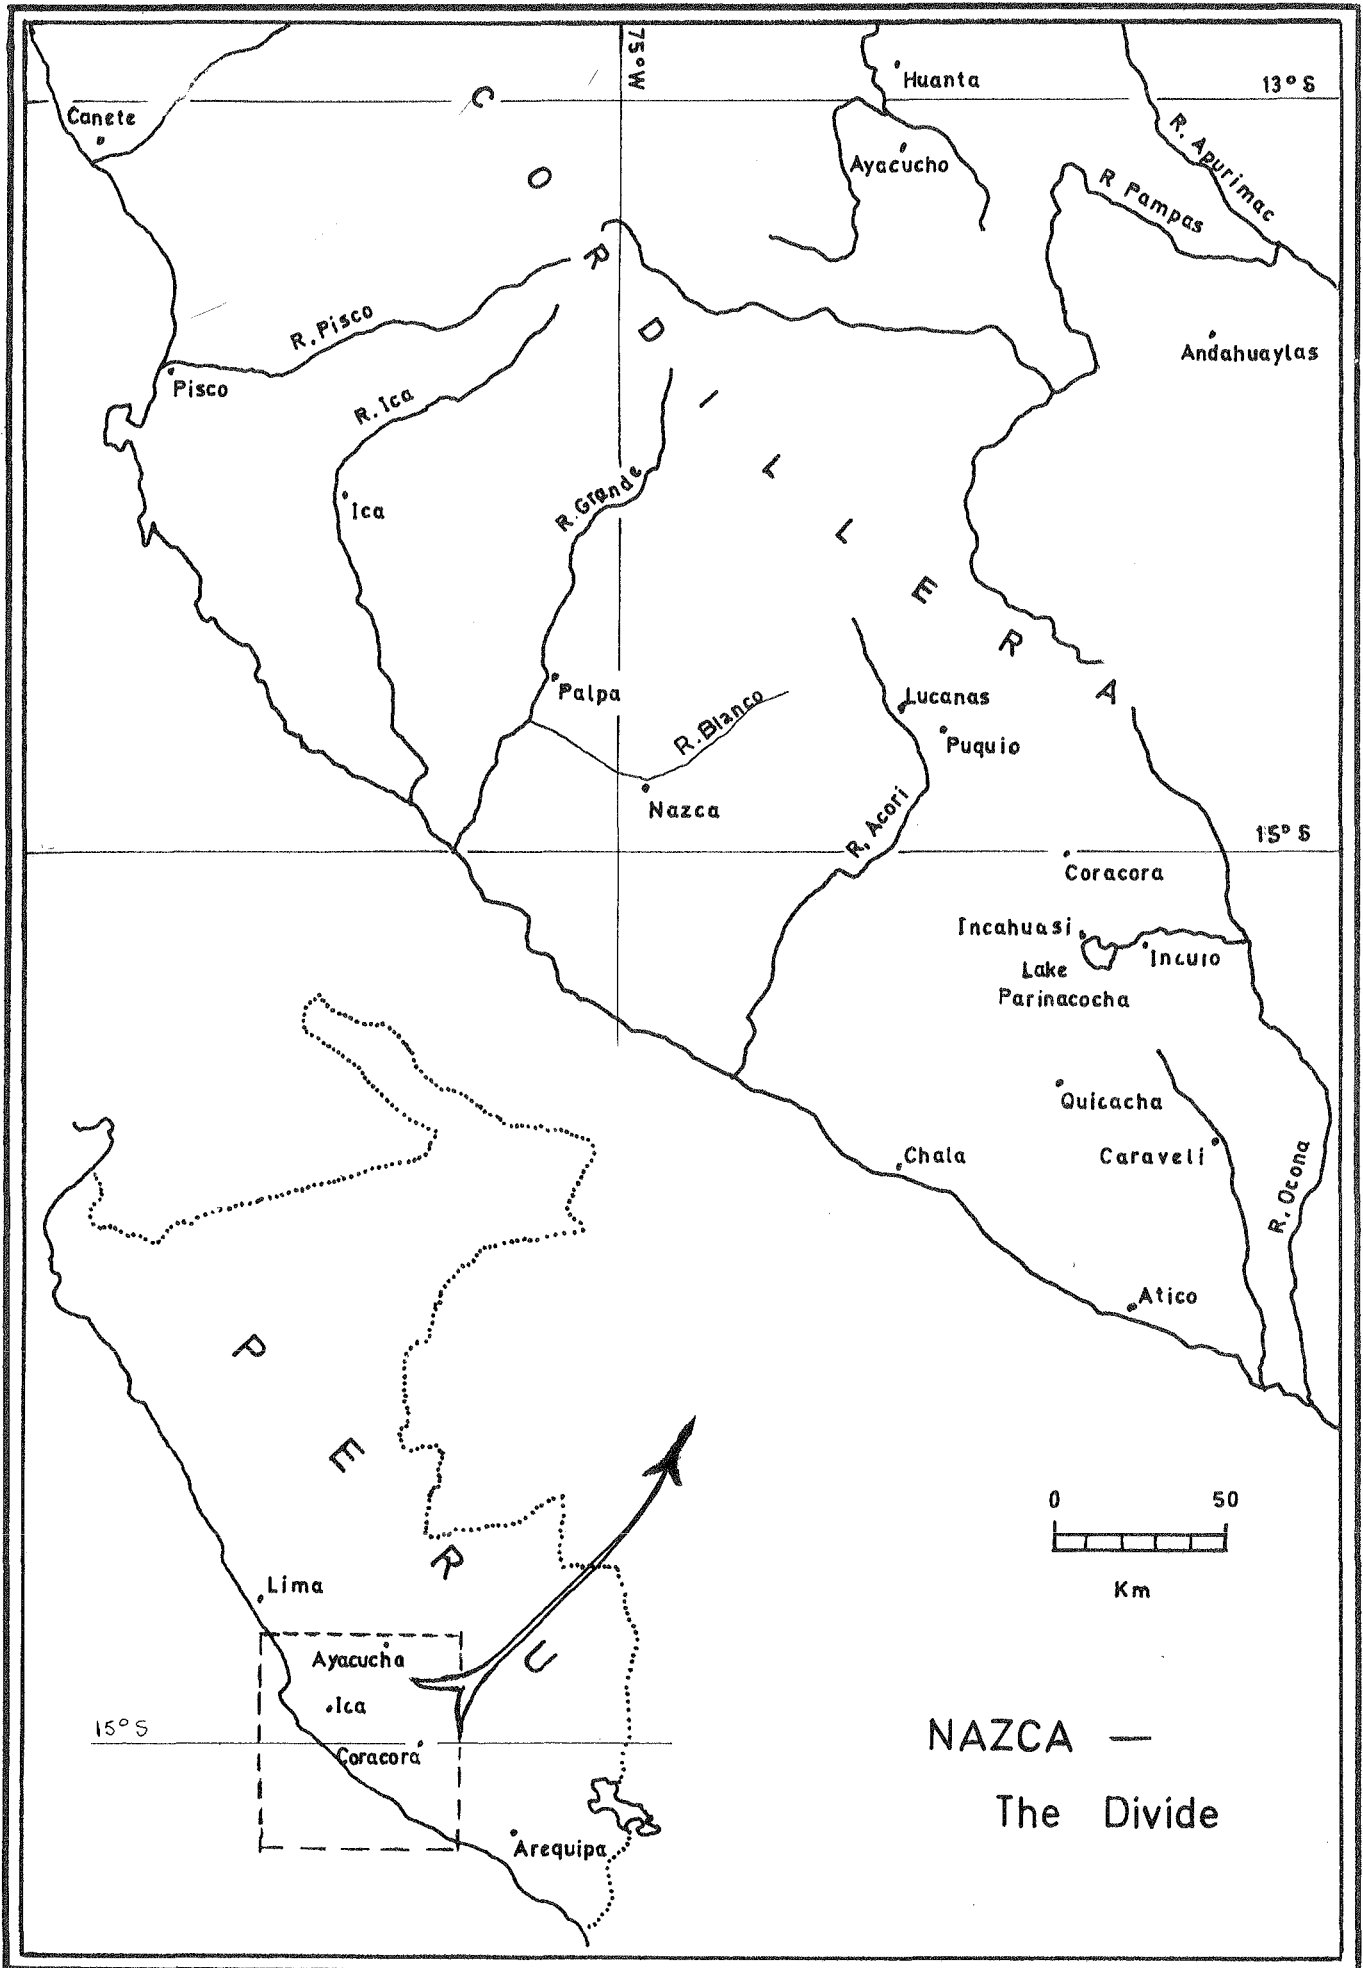 75°W
13° S
Canete
Huanta
Ayacucho
R. Apurimac
R Pampas
CORDILLERA
R. Pisco
Pisco
Andahuaylas
R. Ica
Ica
R. Grande
Palpa
R. Blanco
Nazca
Lucanas
Puquio
R. Acori
15° S
Coracora
Incahuasi
Incuio
Lake
Parinacocha
Quicacha
Caraveli
Chala
R. Ocona
Atico
PERU
Lima
Ayacucha
Ica
15° S
Coracora
Arequipa
0 50
Km
NAZCA —
The Divide